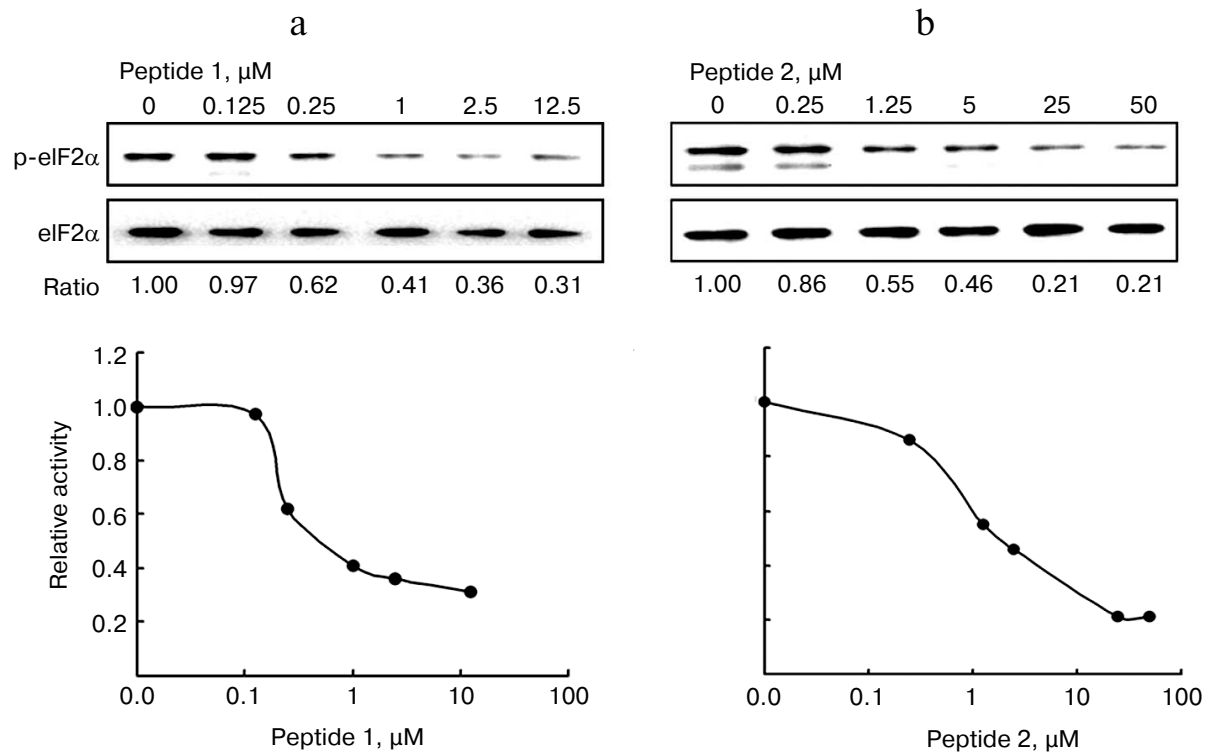 a
b
Peptide 1, μM
0 0.125 0.25 1 2.5 12.5
Peptide 2, μM
0 0.25 1.25 5 25 50
p-eIF2α
eIF2α
Ratio 1.00 0.97 0.62 0.41 0.36 0.31
1.00 0.86 0.55 0.46 0.21 0.21
Relative activity
1.2
1.0
0.8
0.6
0.4
0.2
0.0 0.1 1 10 100
Peptide 1, μM
0.0 0.1 1 10 100
Peptide 2, μM